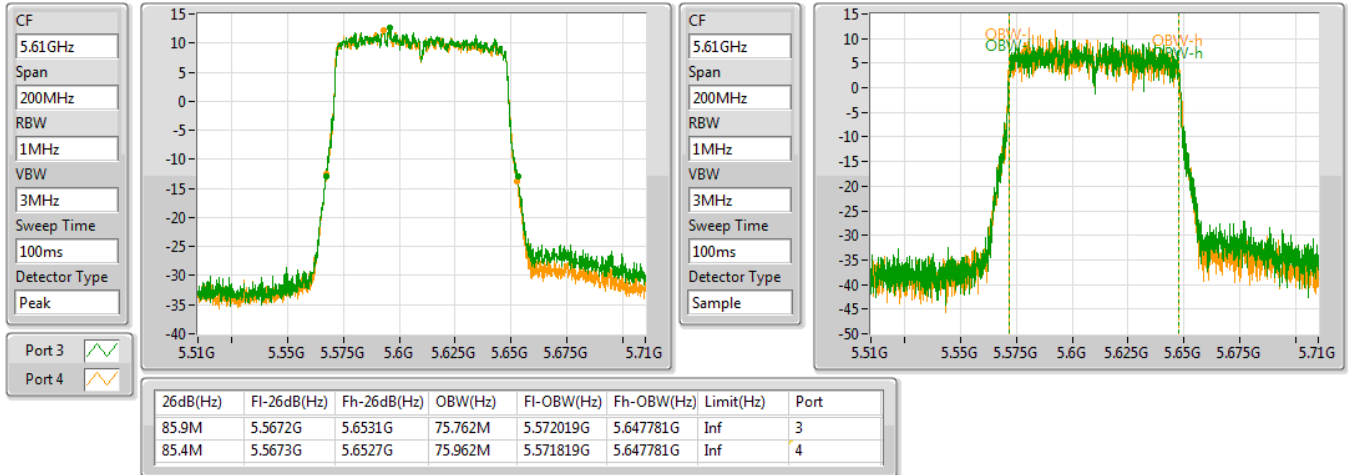 CF
5.61GHz
Span
200MHz
RBW
1MHz
VBW
3MHz
Sweep Time
100ms
Detector Type
Peak
15
10
5
0
-5
-10
-15
-20
-25
-30
-35
-40
5.51G 5.55G 5.575G 5.6G 5.625G 5.65G 5.675G 5.71G
CF
5.61GHz
Span
200MHz
RBW
1MHz
VBW
3MHz
Sweep Time
100ms
Detector Type
Sample
15
10
5
0
-5
-10
-15
-20
-25
-30
-35
-40
-45
-50
OBW-h
OBW-h
5.51G 5.55G 5.575G 5.6G 5.625G 5.65G 5.675G 5.71G
Port 3
Port 4
26dB(Hz) Fl-26dB(Hz) Fh-26dB(Hz) OBW(Hz) Fl-OBW(Hz) Fh-OBW(Hz) Limit(Hz) Port
85.9M 5.5672G 5.6531G 75.762M 5.572019G 5.647781G Inf 3
85.4M 5.5673G 5.6527G 75.962M 5.571819G 5.647781G Inf 4